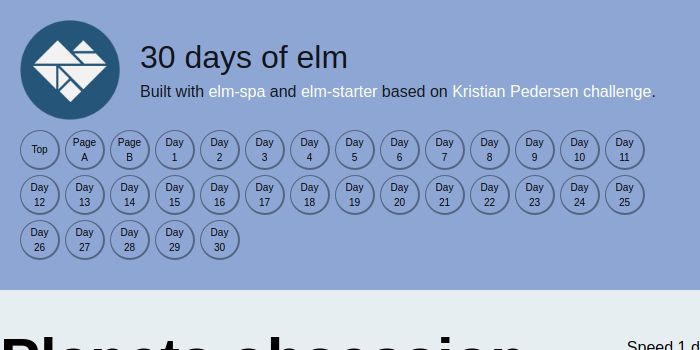 30 days of elm
Built with elm-spa and elm-starter based on Kristian Pedersen challenge.
Top Page A Page B Day 1 Day 2 Day 3 Day 4 Day 5 Day 6 Day 7 Day 8 Day 9 Day 10 Day 11
Day 12 Day 13 Day 14 Day 15 Day 16 Day 17 Day 18 Day 19 Day 20 Day 21 Day 22 Day 23 Day 24 Day 25
Day 26 Day 27 Day 28 Day 29 Day 30
Planets obsession
Speed 1 d